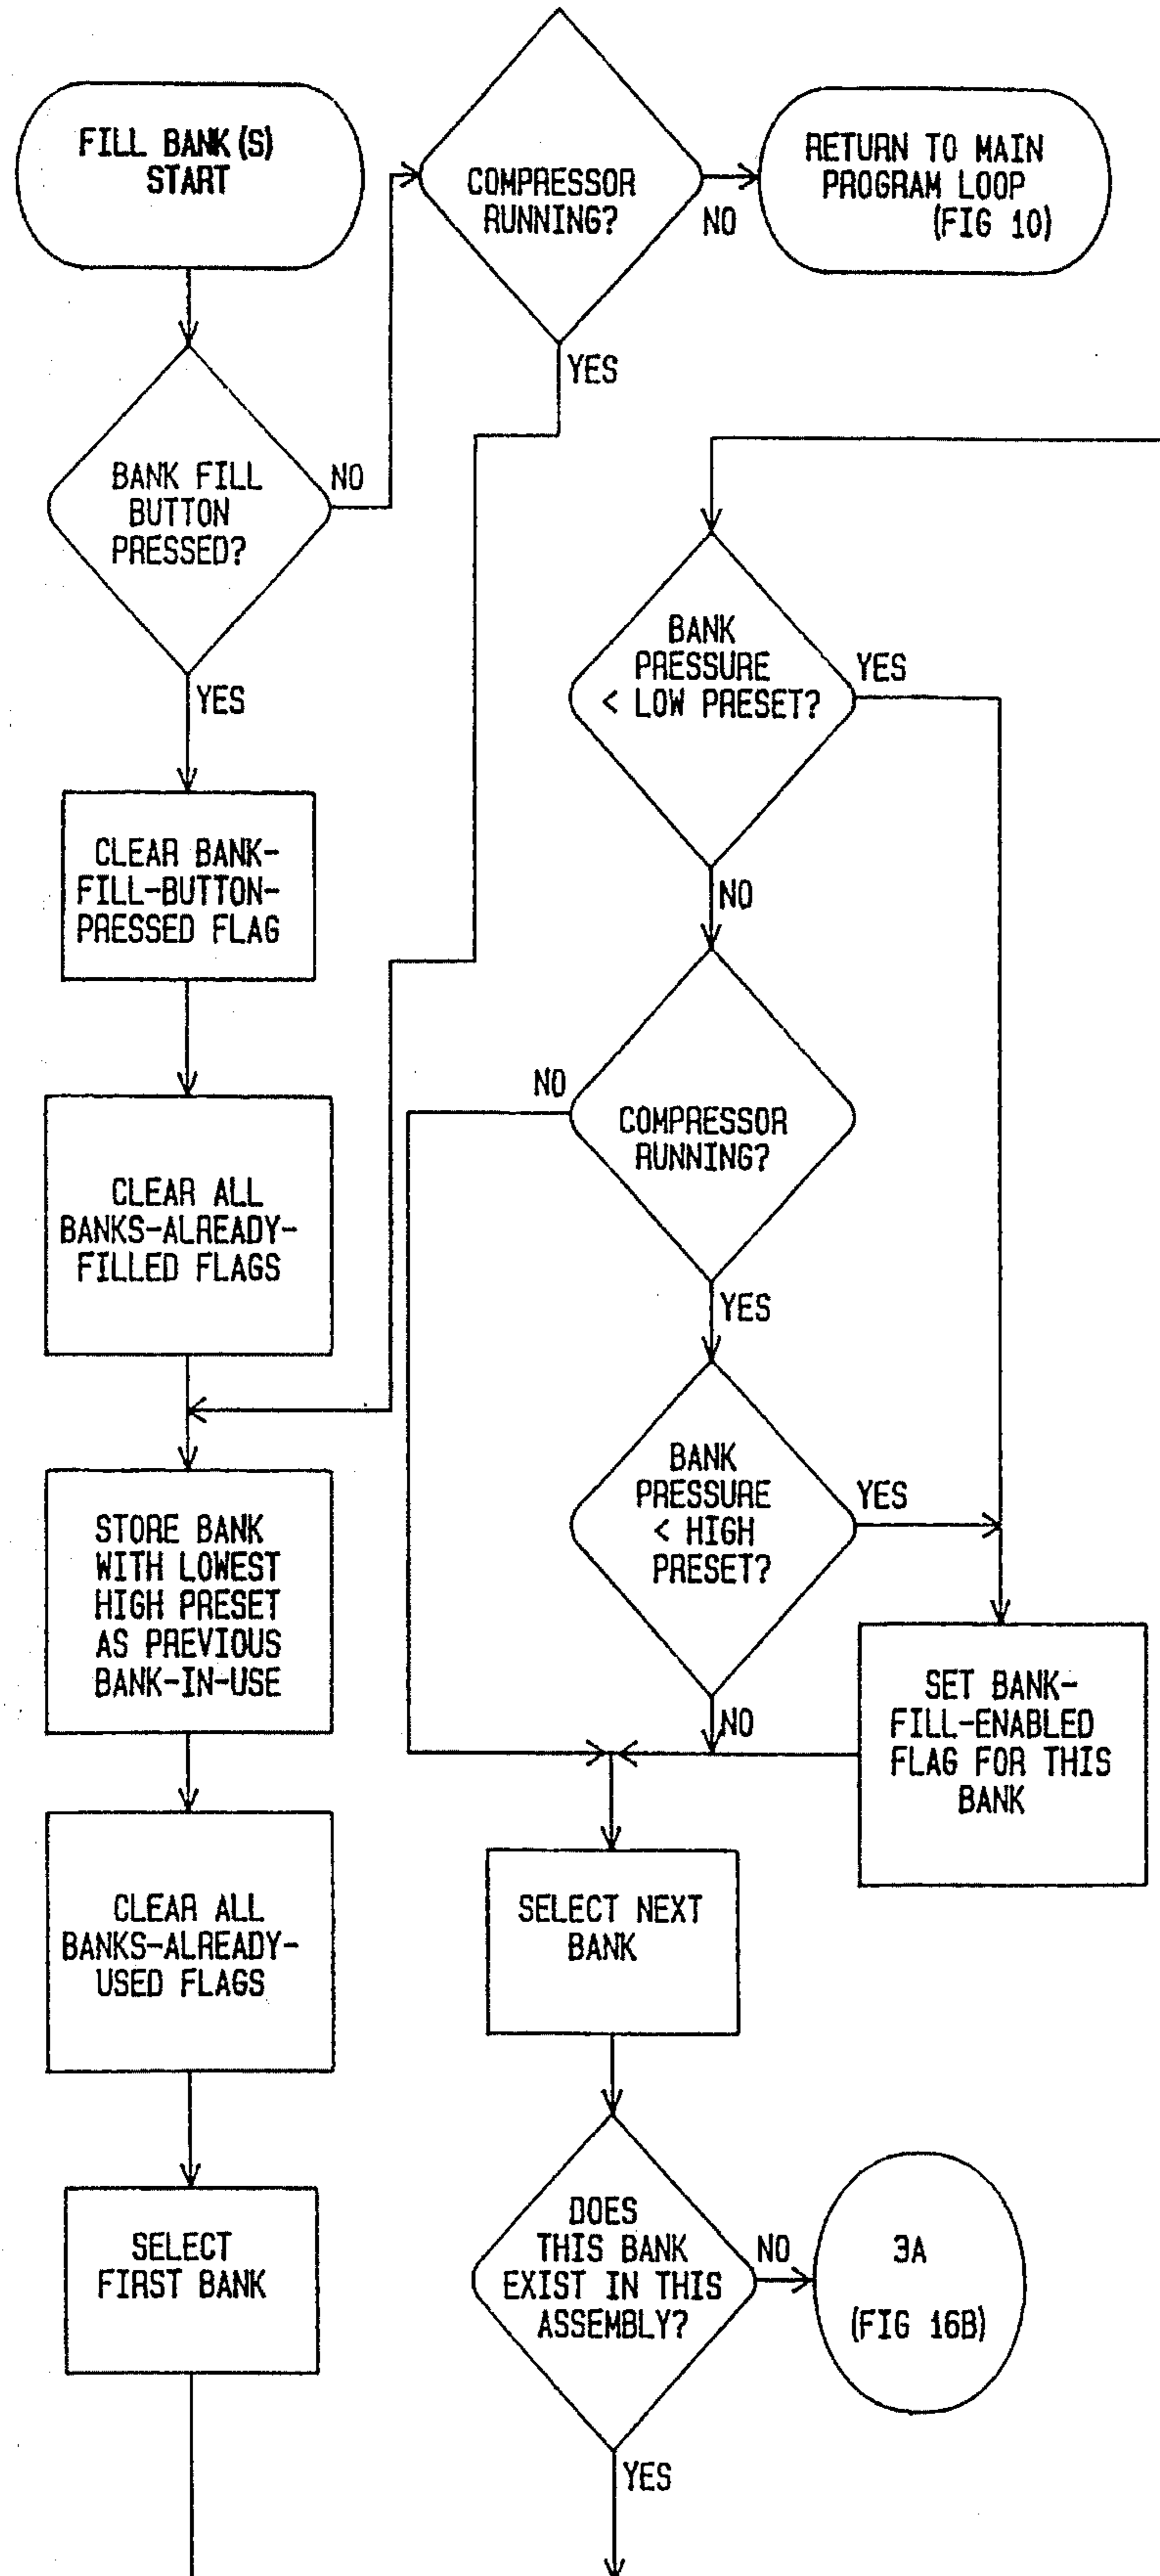 FILL BANK(S)
START
BANK FILL
BUTTON
PRESSED?
NO
YES
CLEAR BANK-
FILL-BUTTON-
PRESSED FLAG
CLEAR ALL
BANKS-ALREADY-
FILLED FLAGS
STORE BANK
WITH LOWEST
HIGH PRESET
AS PREVIOUS
BANK-IN-USE
CLEAR ALL
BANKS-ALREADY-
USED FLAGS
SELECT
FIRST BANK
COMPRESSOR
RUNNING?
NO
YES
RETURN TO MAIN
PROGRAM LOOP
(FIG 10)
BANK
PRESSURE
< LOW PRESET?
YES
NO
COMPRESSOR
RUNNING?
NO
YES
BANK
PRESSURE
< HIGH
PRESET?
YES
NO
SET BANK-
FILL-ENABLED
FLAG FOR THIS
BANK
SELECT NEXT
BANK
DOES
THIS BANK
EXIST IN THIS
ASSEMBLY?
NO
YES
3A
(FIG 16B)